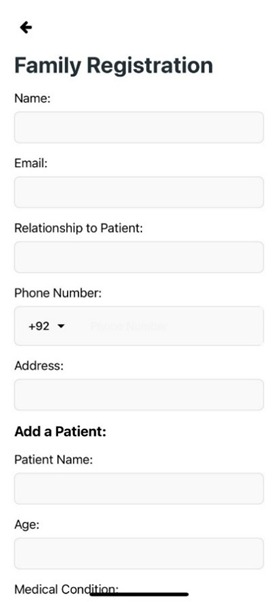 Family Registration
Name:
Email:
Relationship to Patient:
Phone Number:
+92
Address:
Add a Patient:
Patient Name:
Age:
Medical Condition: